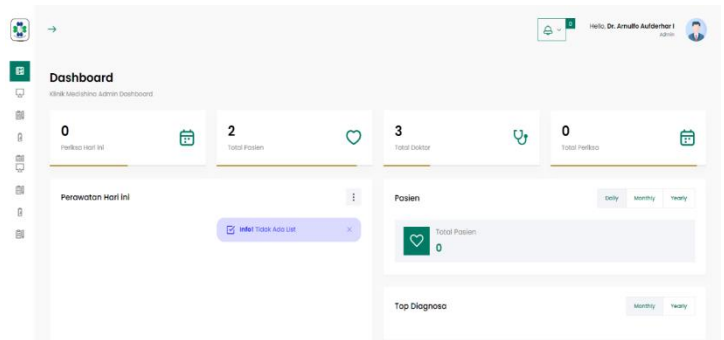 0
Hello, Dr. Arnulfo Aufderhar I
Admin
Dashboard
Klinik Medishina Admin Dashboard
0
Periksa Hari ini
2
Total Pasien
3
Total Doktor
0
Total Periksa
Perawatan Hari ini
Info! Tidak Ada List
Pasien
Daily Monthly Yearly
Total Pasien
0
Top Diagnosa
Monthly Yearly